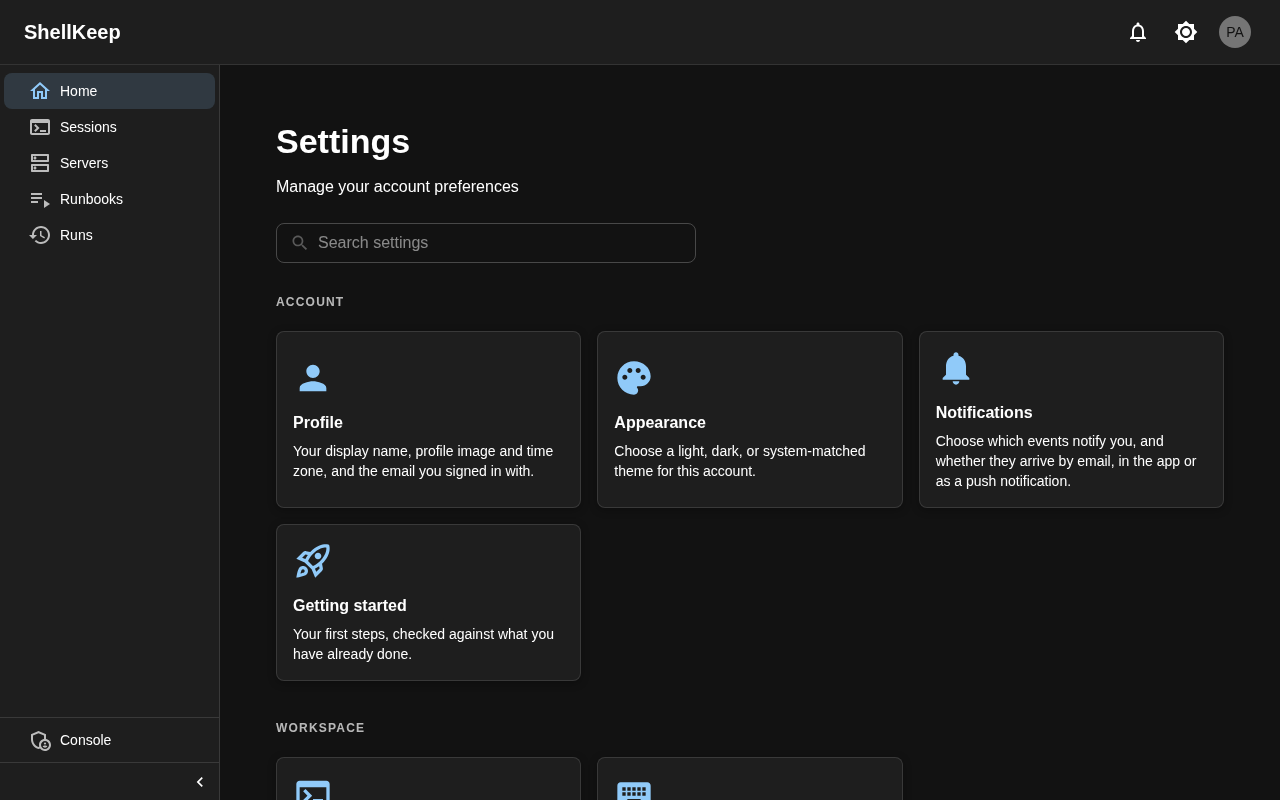 ShellKeep
PA
Home
Sessions
Servers
Runbooks
Runs
Console
Settings
Manage your account preferences
Search settings
ACCOUNT
Profile
Your display name, profile image and time
zone, and the email you signed in with.
Appearance
Choose a light, dark, or system-matched
theme for this account.
Notifications
Choose which events notify you, and
whether they arrive by email, in the app or
as a push notification.
Getting started
Your first steps, checked against what you
have already done.
WORKSPACE